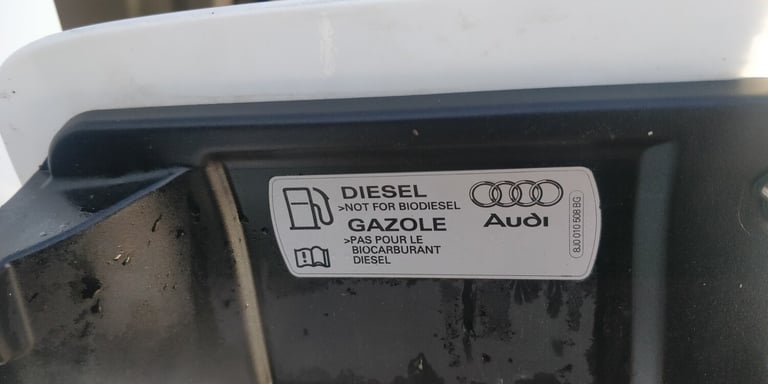 DIESEL
>NOT FOR BIODIESEL
GAZOLE
>PAS POUR LE
BIOCARBURANT
DIESEL
Audi
8J0 010 508 BG